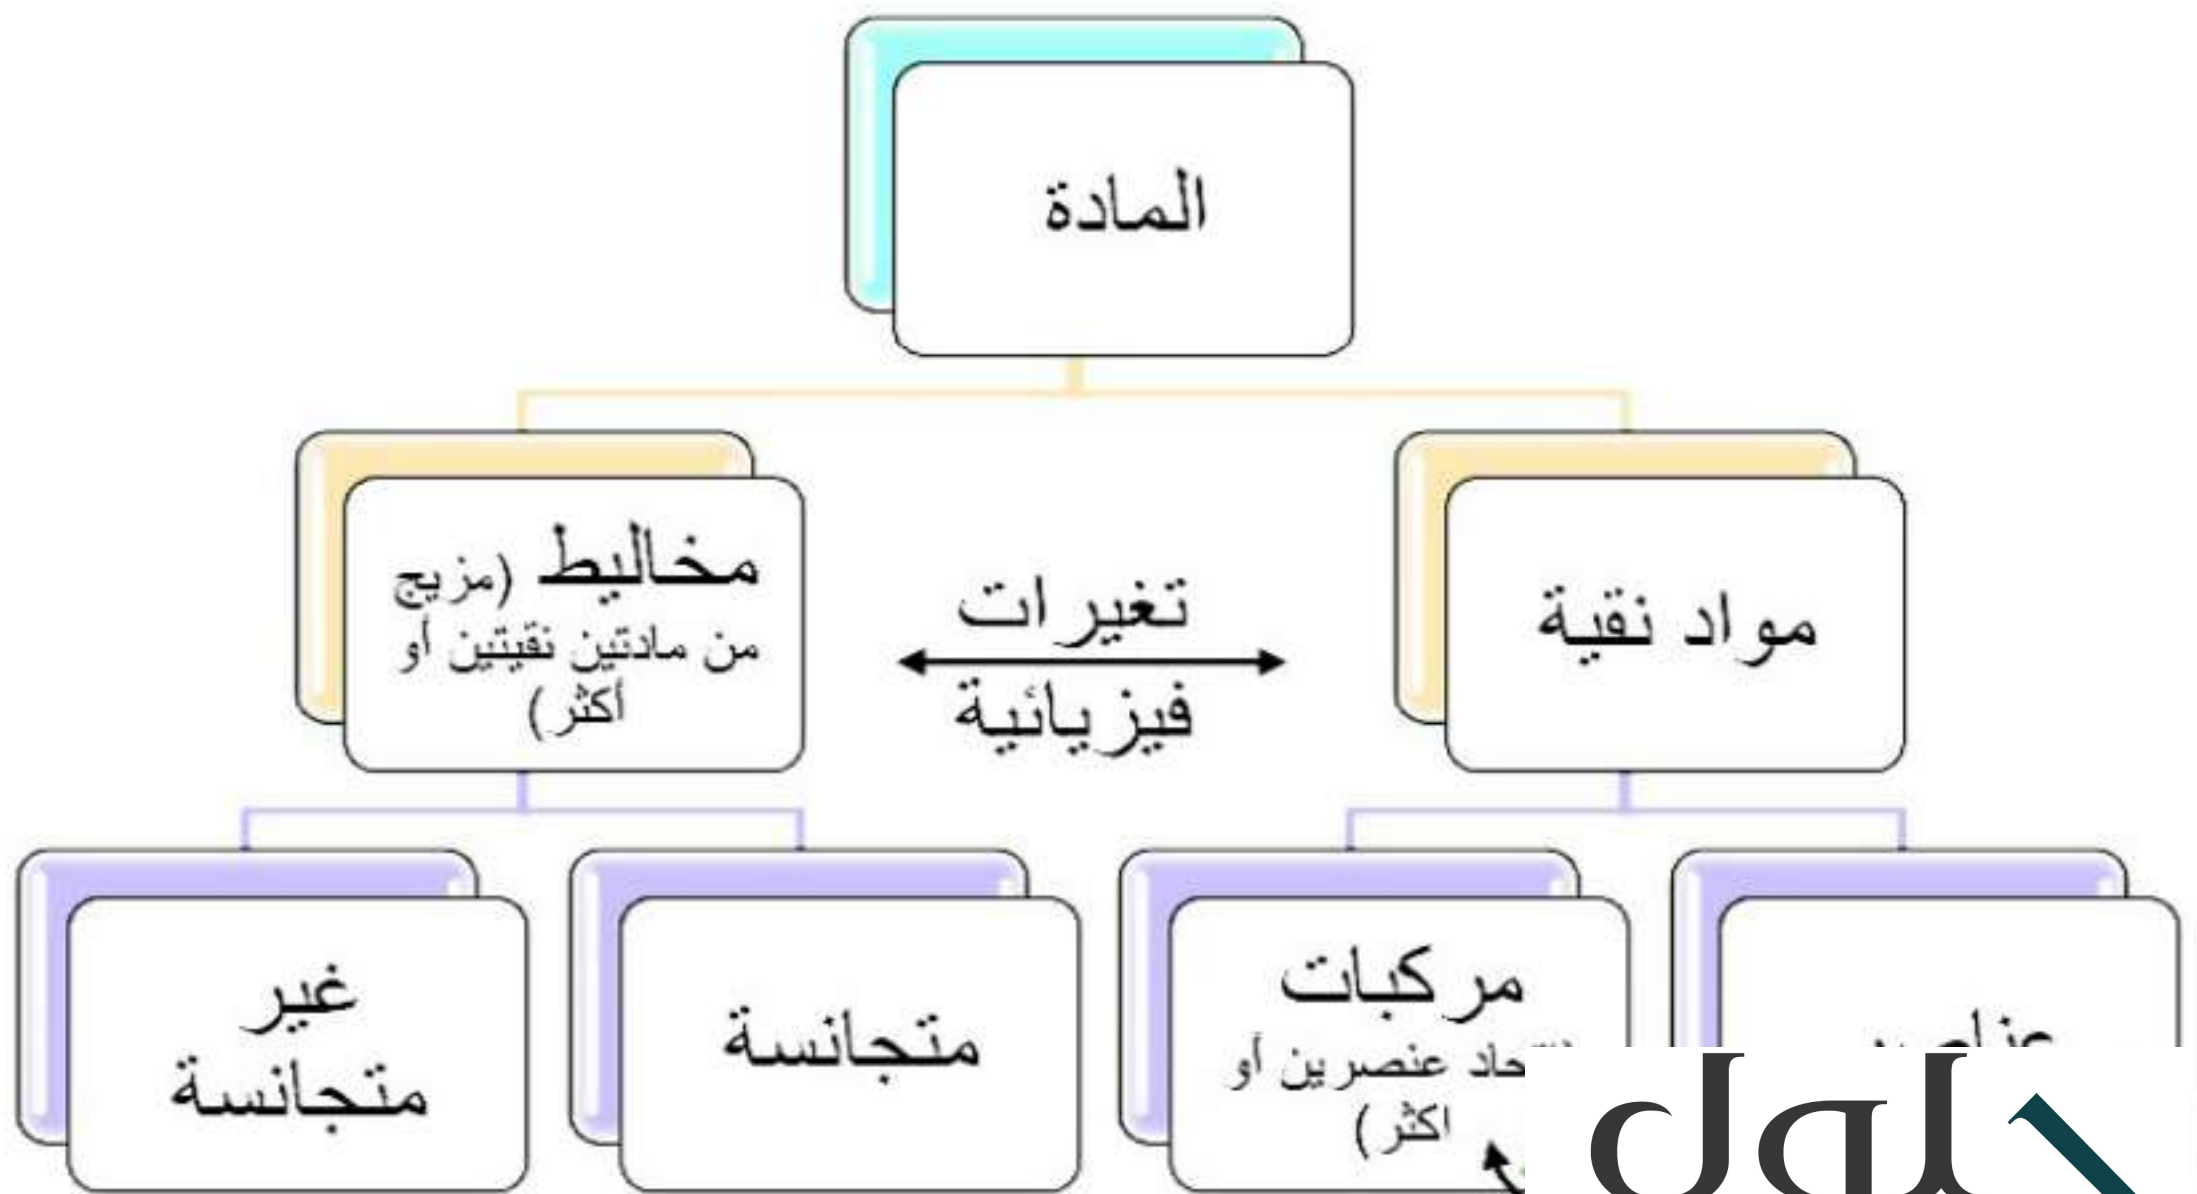 المادة
مواد نقية
تغيرات
فيزيائية
مخاليط (مزيج
من مادتين نقيتين أو
أكثر)
عناصر
مركبات
عنصرين أو
اكثر)
متجانسة
غير
متجانسة